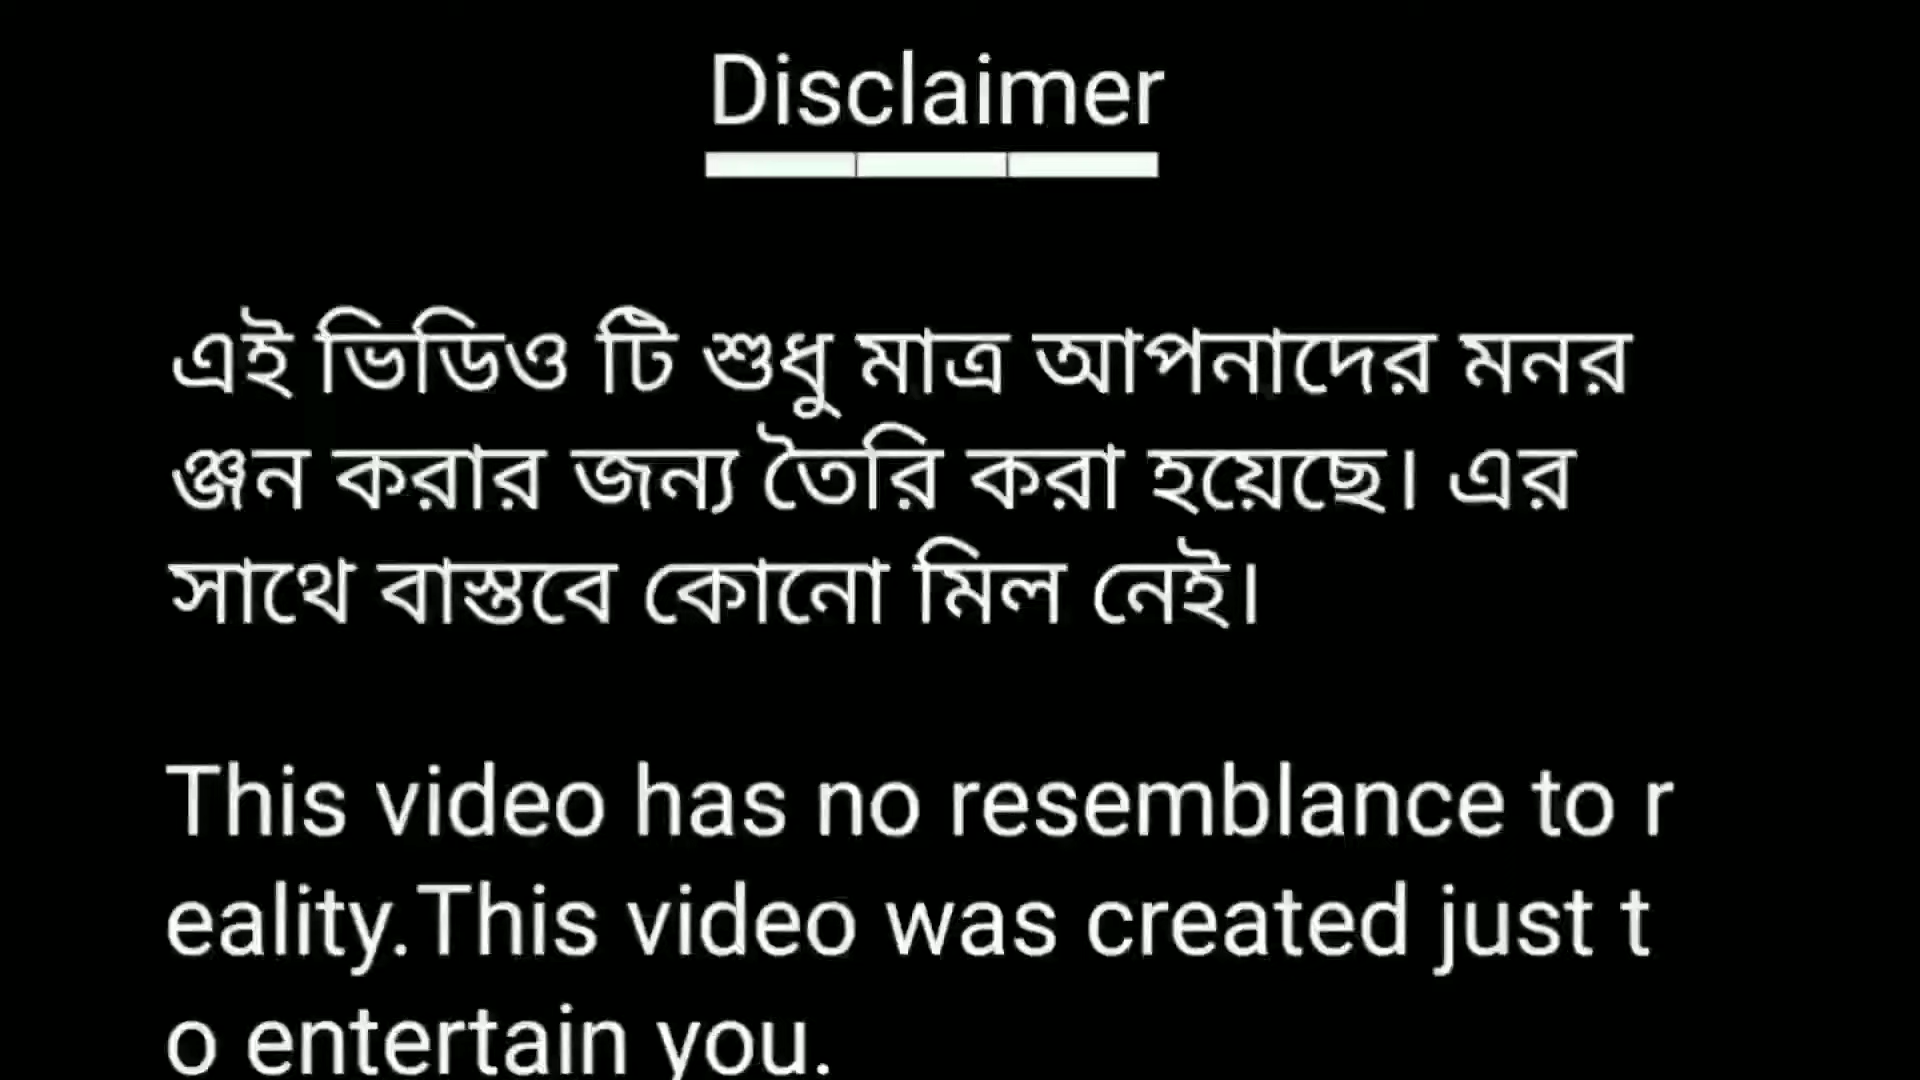 Disclaimer
এই ভিডিও টি শুধু মাত্র আপনাদের মনর
ঞ্জন করার জন্য তৈরি করা হয়েছে। এর
সাথে বাস্তবে কোনো মিল নেই।
This video has no resemblance to r
eality.This video was created just t
o entertain you.